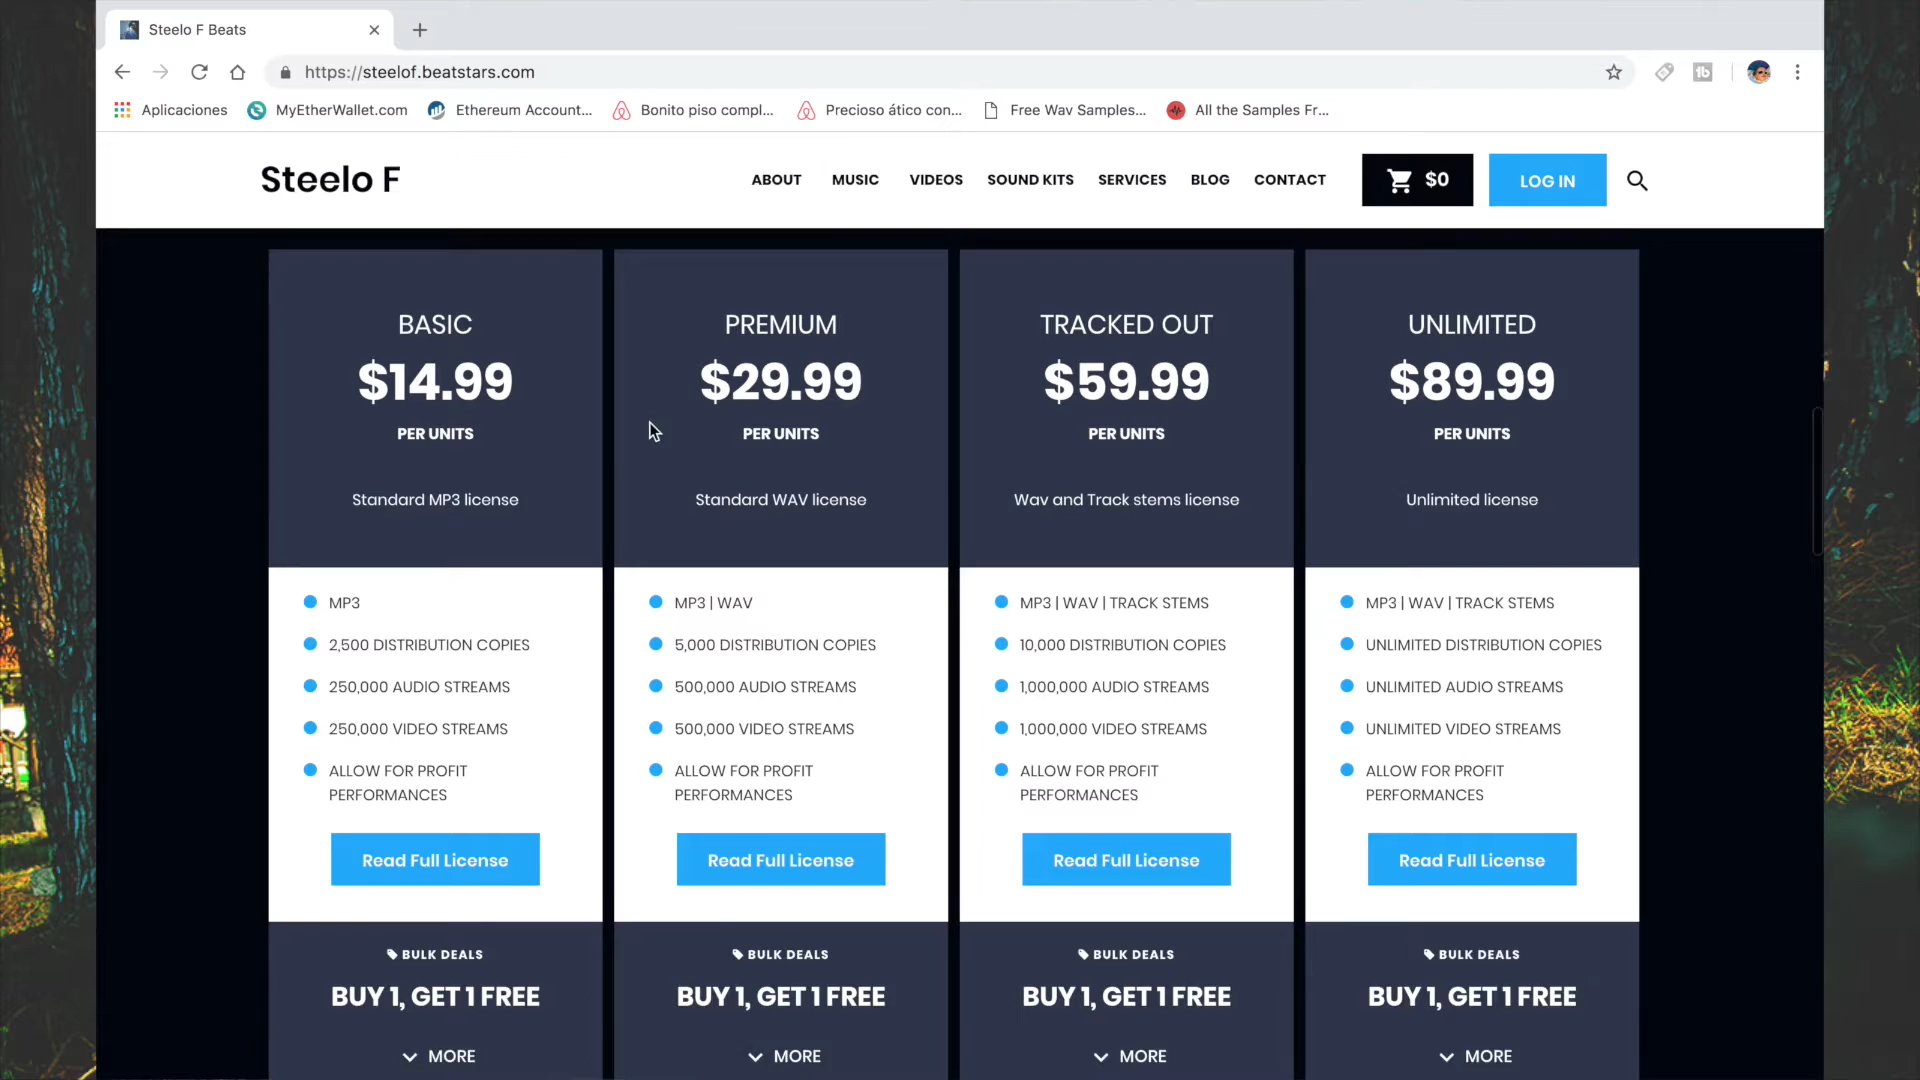 Steelo F Beats
https://steelof.beatstars.com
Aplicaciones MyEtherWallet.com Ethereum Account... Bonito piso compl... Precioso ático con... Free Wav Samples... All the Samples Fr...
Steelo F
ABOUT MUSIC VIDEOS SOUND KITS SERVICES BLOG CONTACT $0 LOG IN
BASIC
$14.99
PER UNITS
Standard MP3 license
MP3
2,500 DISTRIBUTION COPIES
250,000 AUDIO STREAMS
250,000 VIDEO STREAMS
ALLOW FOR PROFIT
PERFORMANCES
Read Full License
BULK DEALS
BUY 1, GET 1 FREE
MORE
PREMIUM
$29.99
PER UNITS
Standard WAV license
MP3 | WAV
5,000 DISTRIBUTION COPIES
500,000 AUDIO STREAMS
500,000 VIDEO STREAMS
ALLOW FOR PROFIT
PERFORMANCES
Read Full License
BULK DEALS
BUY 1, GET 1 FREE
MORE
TRACKED OUT
$59.99
PER UNITS
Wav and Track stems license
MP3 | WAV | TRACK STEMS
10,000 DISTRIBUTION COPIES
1,000,000 AUDIO STREAMS
1,000,000 VIDEO STREAMS
ALLOW FOR PROFIT
PERFORMANCES
Read Full License
BULK DEALS
BUY 1, GET 1 FREE
MORE
UNLIMITED
$89.99
PER UNITS
Unlimited license
MP3 | WAV | TRACK STEMS
UNLIMITED DISTRIBUTION COPIES
UNLIMITED AUDIO STREAMS
UNLIMITED VIDEO STREAMS
ALLOW FOR PROFIT
PERFORMANCES
Read Full License
BULK DEALS
BUY 1, GET 1 FREE
MORE